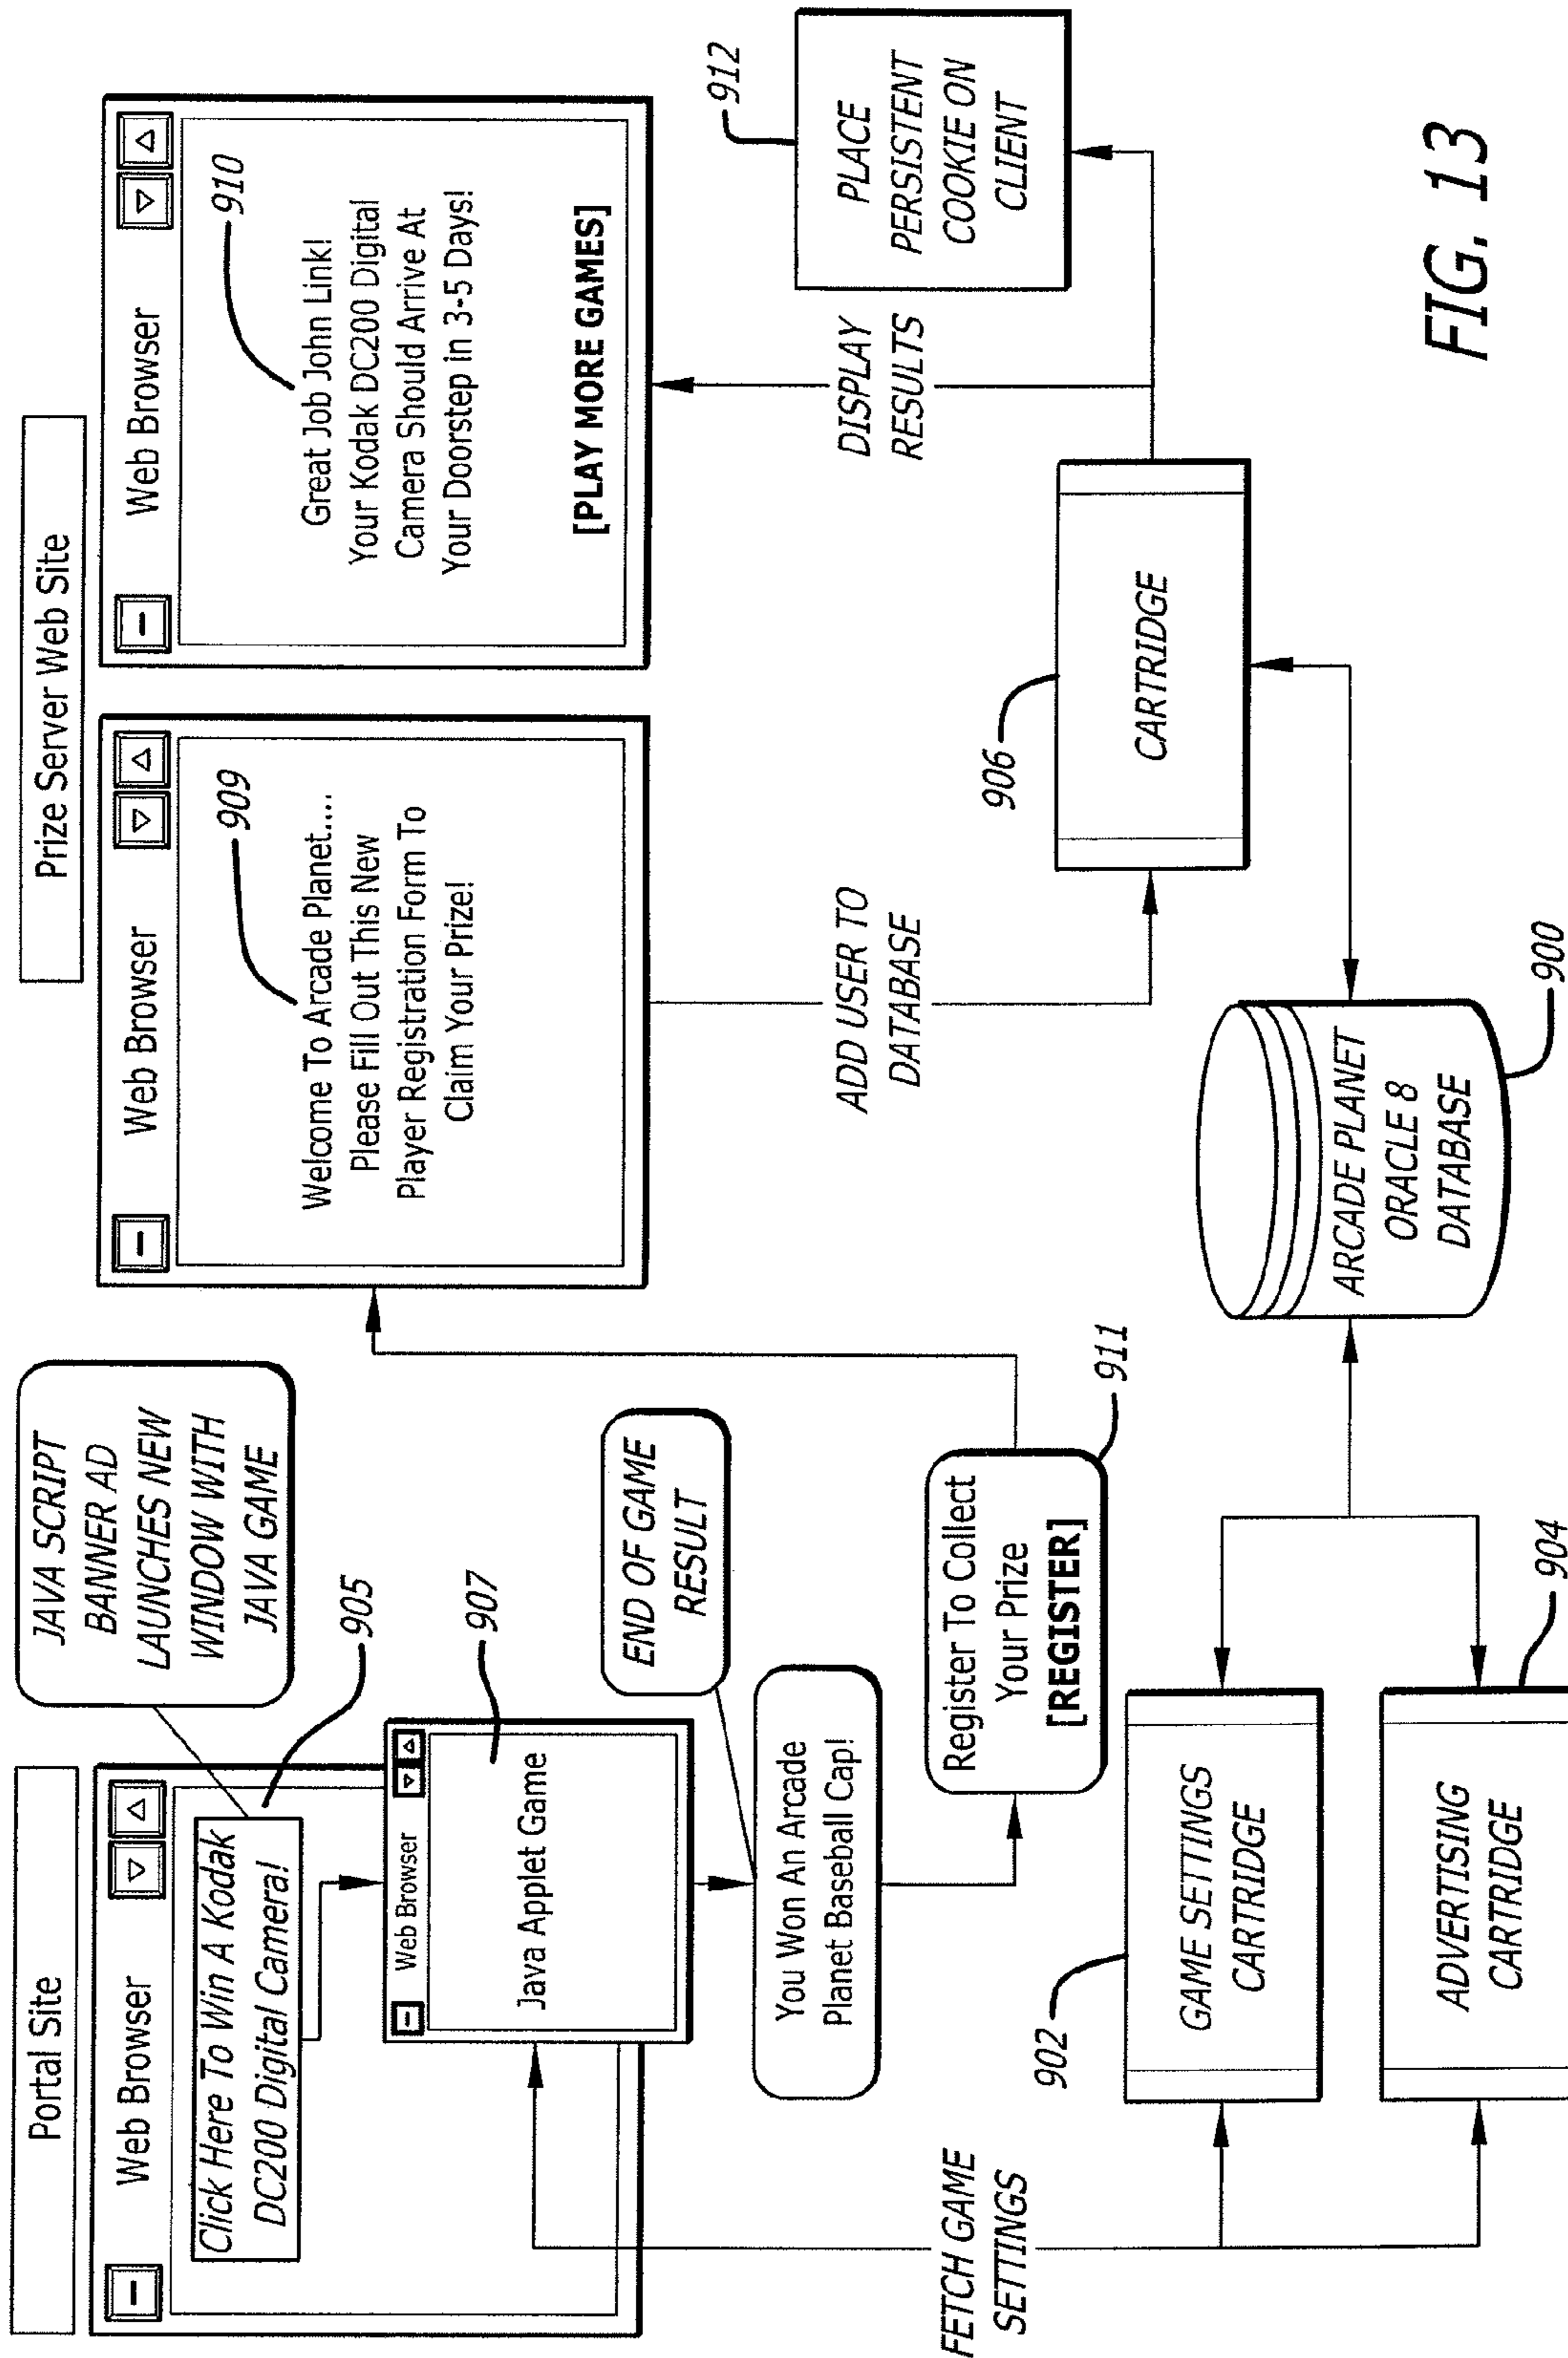 Portal Site
Web Browser
Click Here To Win A Kodak
DC200 Digital Camera!
905
JAVA SCRIPT
BANNER AD
LAUNCHES NEW
WINDOW WITH
JAVA GAME
Web Browser
Java Applet Game
907
END OF GAME
RESULT
You Won An Arcade
Planet Baseball Cap!
Register To Collect
Your Prize
[REGISTER]
911
FETCH GAME
SETTINGS
902
GAME SETTINGS
CARTRIDGE
ADVERTISING
CARTRIDGE
904
Prize Server Web Site
Web Browser
909
Welcome To Arcade Planet....
Please Fill Out This New
Player Registration Form To
Claim Your Prize!
Web Browser
910
Great Job John Link!
Your Kodak DC200 Digital
Camera Should Arrive At
Your Doorstep in 3-5 Days!
[PLAY MORE GAMES]
ADD USER TO
DATABASE
DISPLAY
RESULTS
912
PLACE
PERSISTENT
COOKIE ON
CLIENT
906
CARTRIDGE
ARCADE PLANET
ORACLE 8
DATABASE
900
FIG. 13